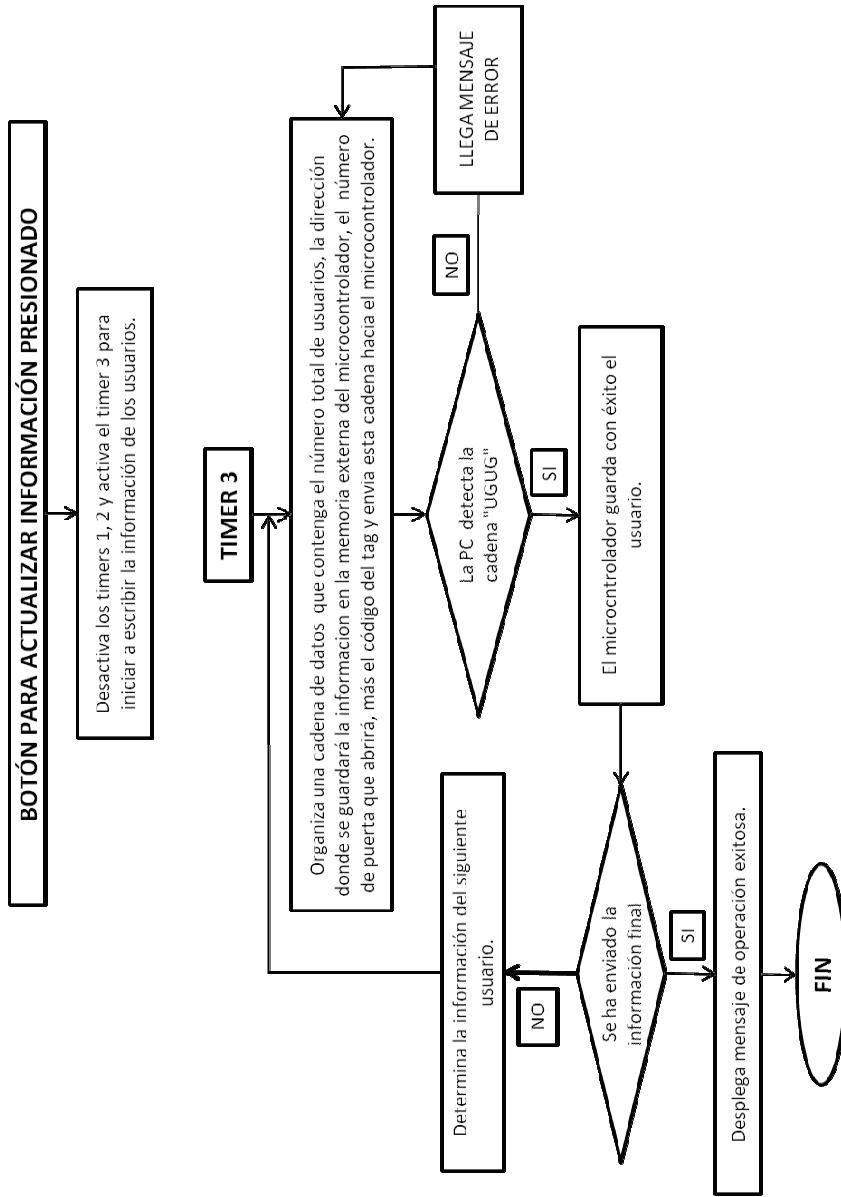 BOTÓN PARA ACTUALIZAR INFORMACIÓN PRESIONADO
Desactiva los timers 1, 2 y activa el timer 3 para
iniciar a escribir la información de los usuarios.
TIMER 3
Organiza una cadena de datos que contenga el número total de usuarios, la dirección
donde se guardará la informacion en la memoria externa del microcontrolador, el número
de puerta que abrirá, más el código del tag y envia esta cadena hacia el microcontrolador.
LLEGA MENSAJE
DE ERROR
NO
La PC detecta la
cadena "UGUG"
SI
El microcntrolador guarda con éxito el
usuario.
Determina la información del siguiente
usuario.
NO
Se ha enviado la
información final
SI
Desplega mensaje de operación exitosa.
FIN